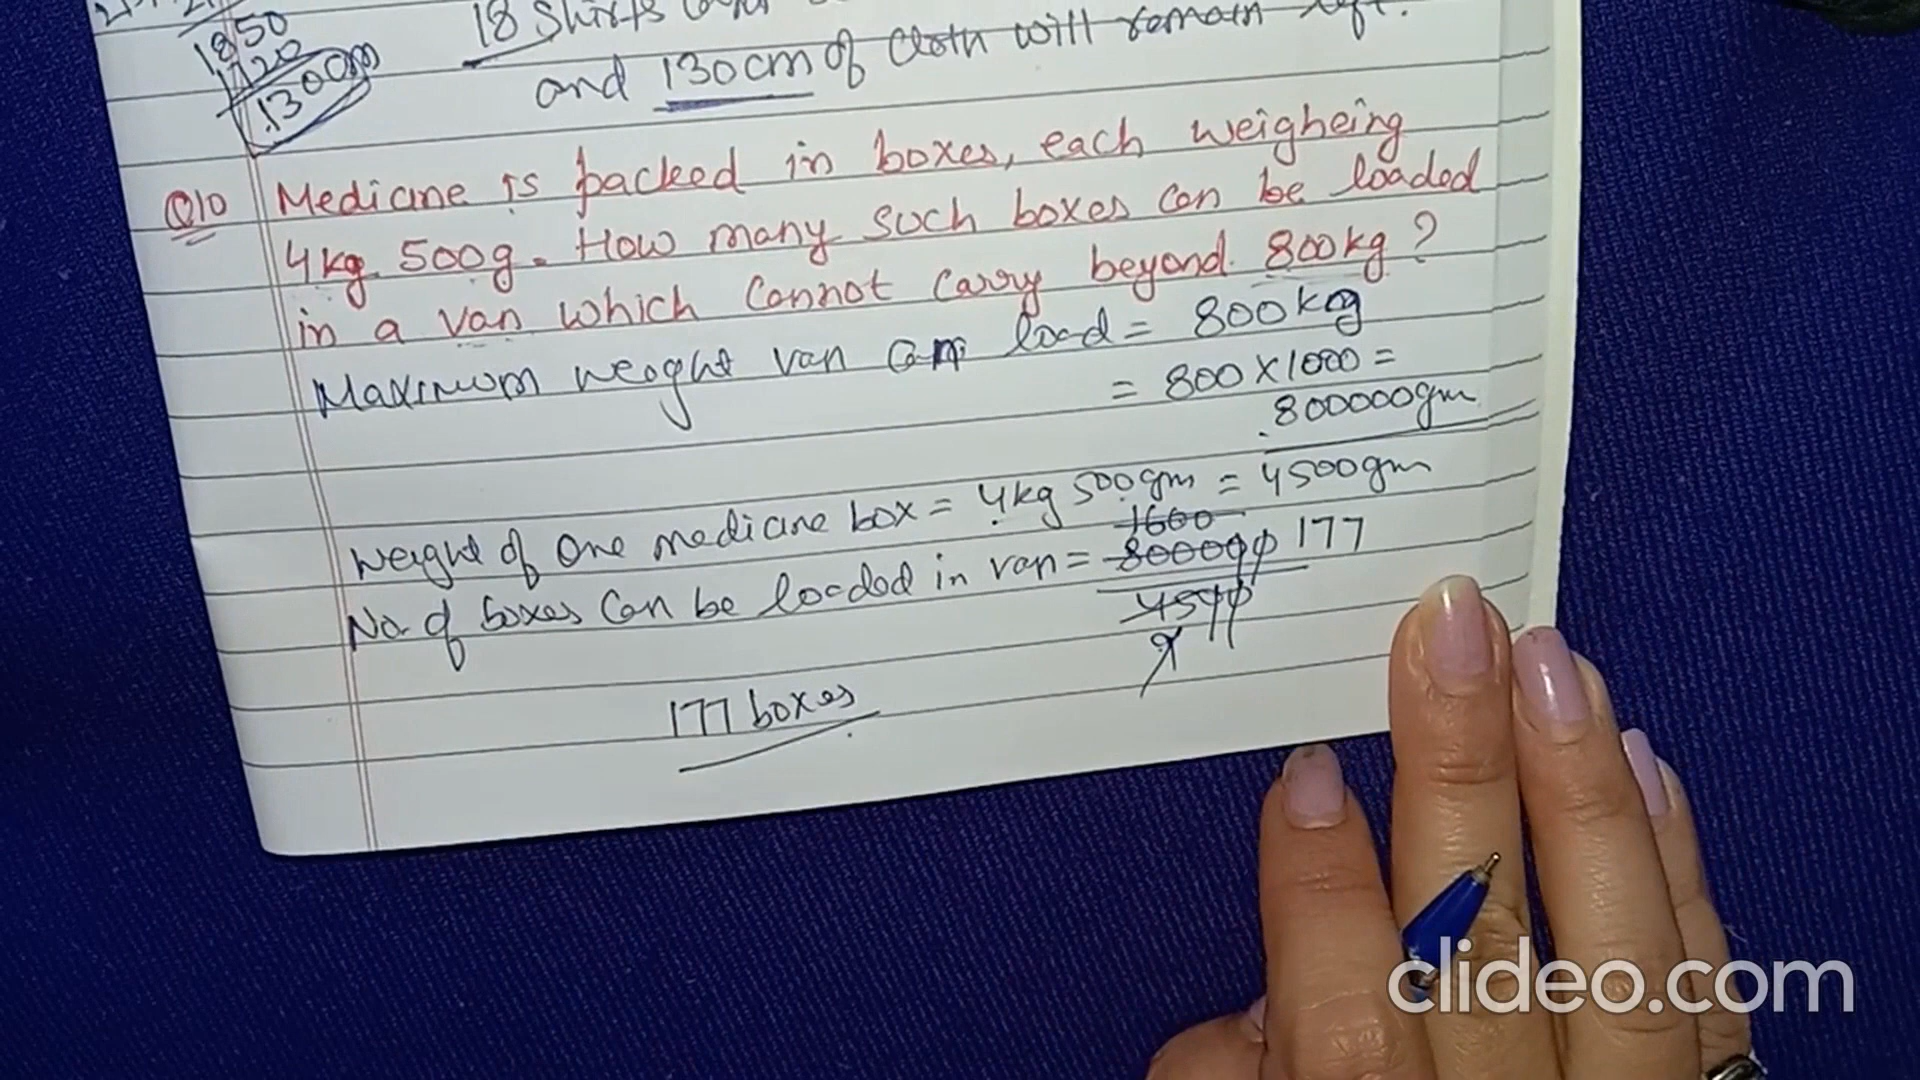 1850
1720
130cm
18 Shirts
and 130cm of Cloth will remain left.
Q10 Medicine is packed in boxes, each weigheing
4kg 500g. How many such boxes can be loaded
in a van which cannot carry beyond 800kg?
Maximum weight van can load = 800kg
= 800 x 1000 =
800000gm
Weight of one medicine box = 4kg 500gm = 4500gm
1600
No. of boxes can be loaded in van = 800000 177
4500
9
177 boxes
clideo.com